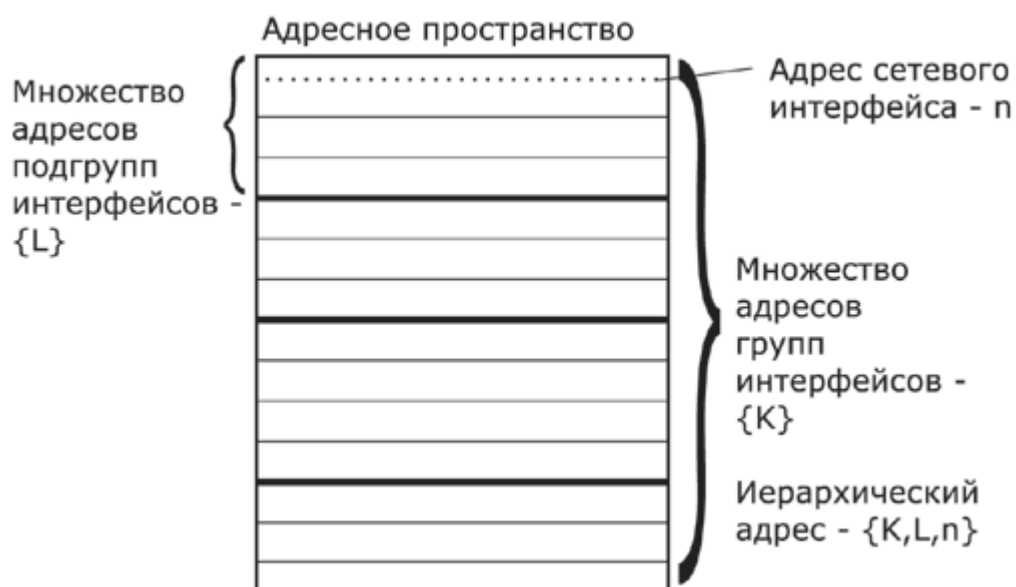 Адресное пространство
Множество
адресов
подгрупп
интерфейсов -
{L}
Адрес сетевого
интерфейса - n
Множество
адресов
групп
интерфейсов -
{K}
Иерархический
адрес - {K,L,n}